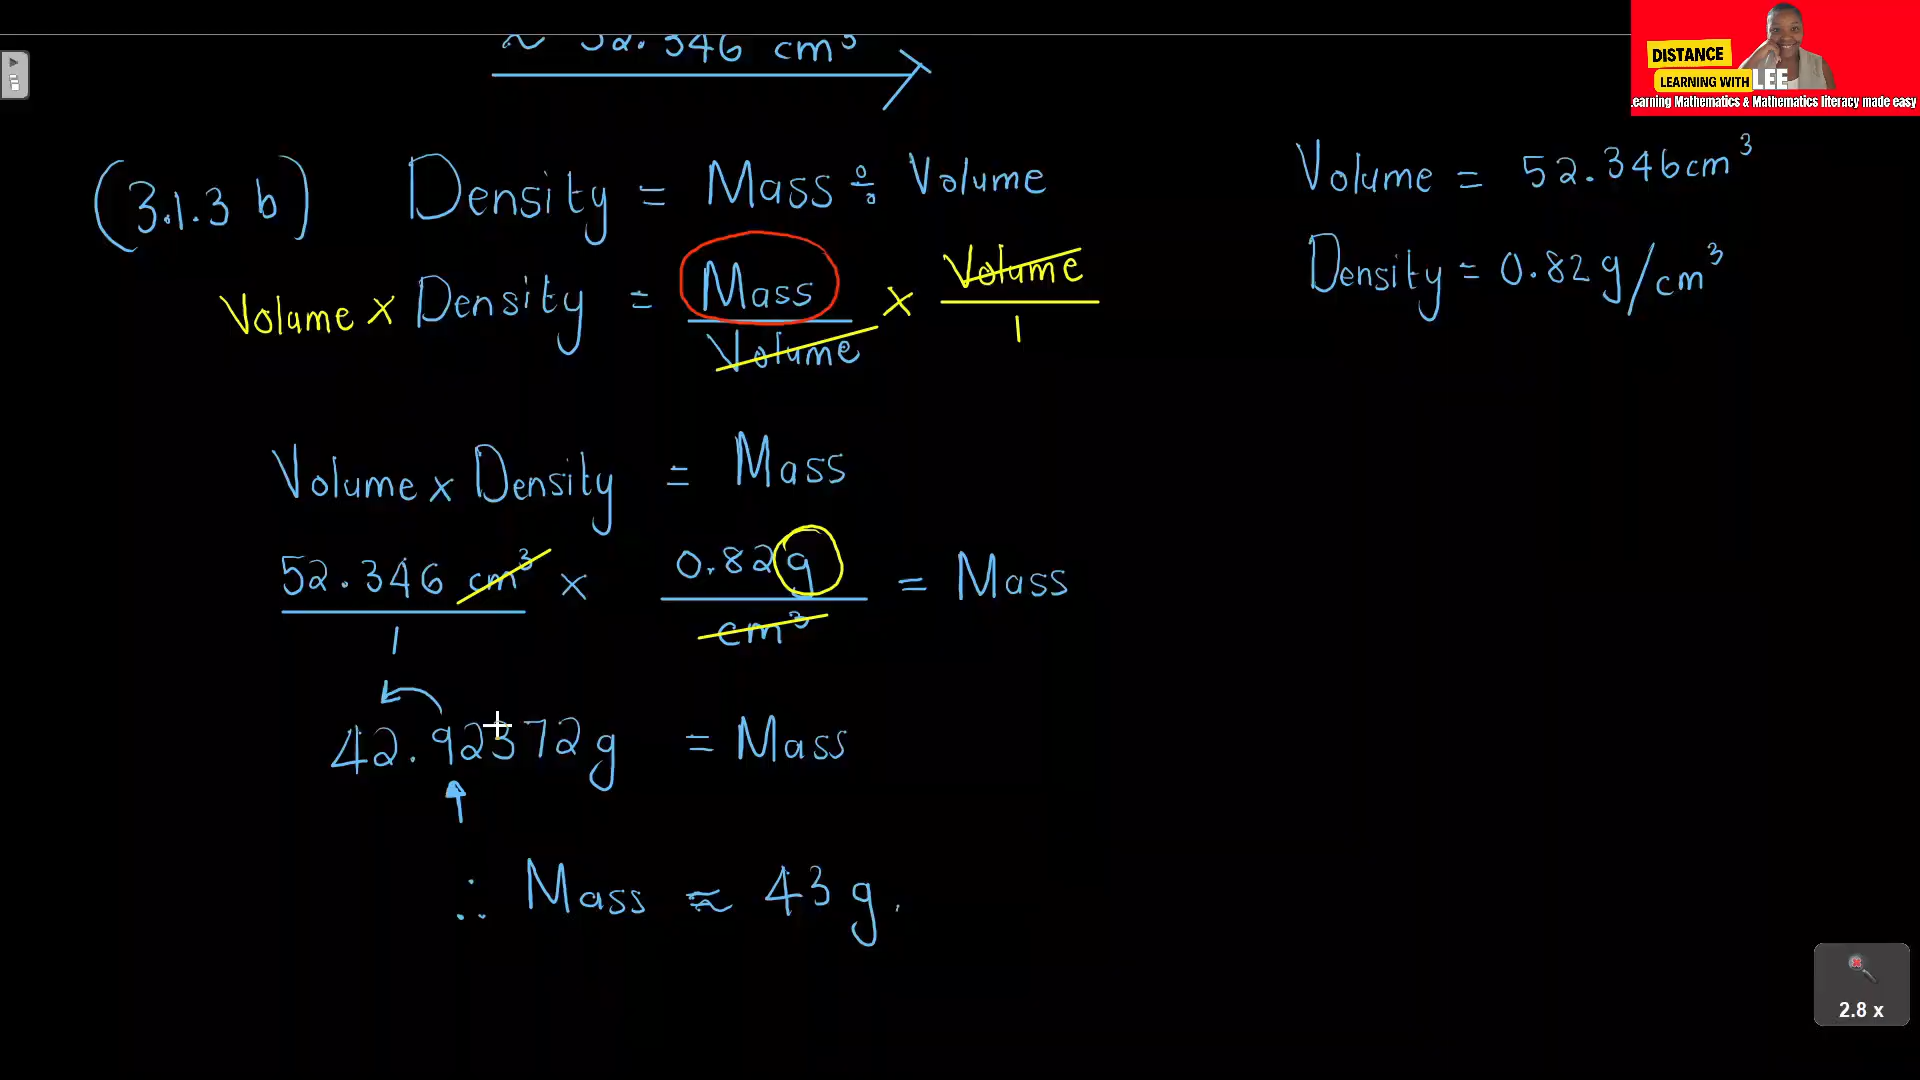 ≈ 52.346 cm³
DISTANCE
LEARNING WITH LEE
Learning Mathematics & Mathematics literacy made easy
(3.1.3 b) Density = Mass ÷ Volume
Volume = 52.346cm³
Volume × Density = Mass/Volume × Volume/1
Density = 0.82g/cm³
Volume × Density = Mass
52.346 cm³/1 × 0.82g/cm³ = Mass
42.92372g = Mass
∴ Mass ≈ 43g.
2.8 x